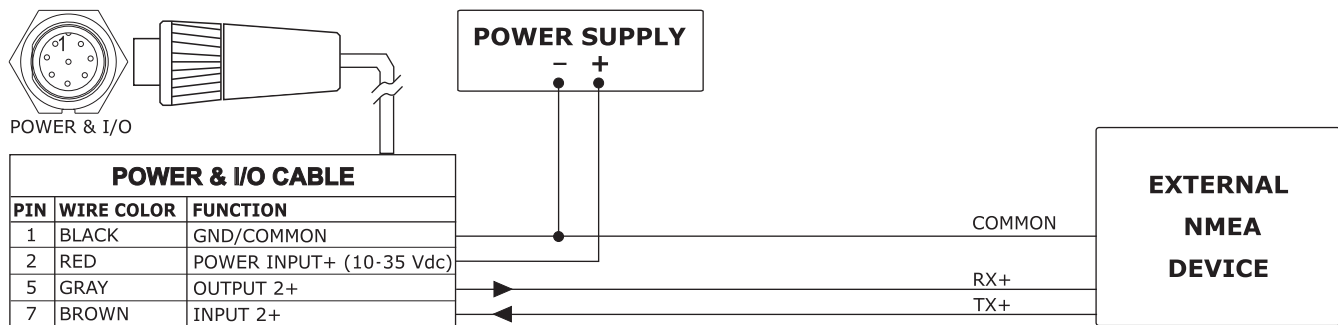 1
POWER & I/O
POWER SUPPLY
– +
POWER & I/O CABLE
PIN WIRE COLOR FUNCTION
1 BLACK GND/COMMON
2 RED POWER INPUT+ (10-35 Vdc)
5 GRAY OUTPUT 2+
7 BROWN INPUT 2+
COMMON
RX+
TX+
EXTERNAL
NMEA
DEVICE